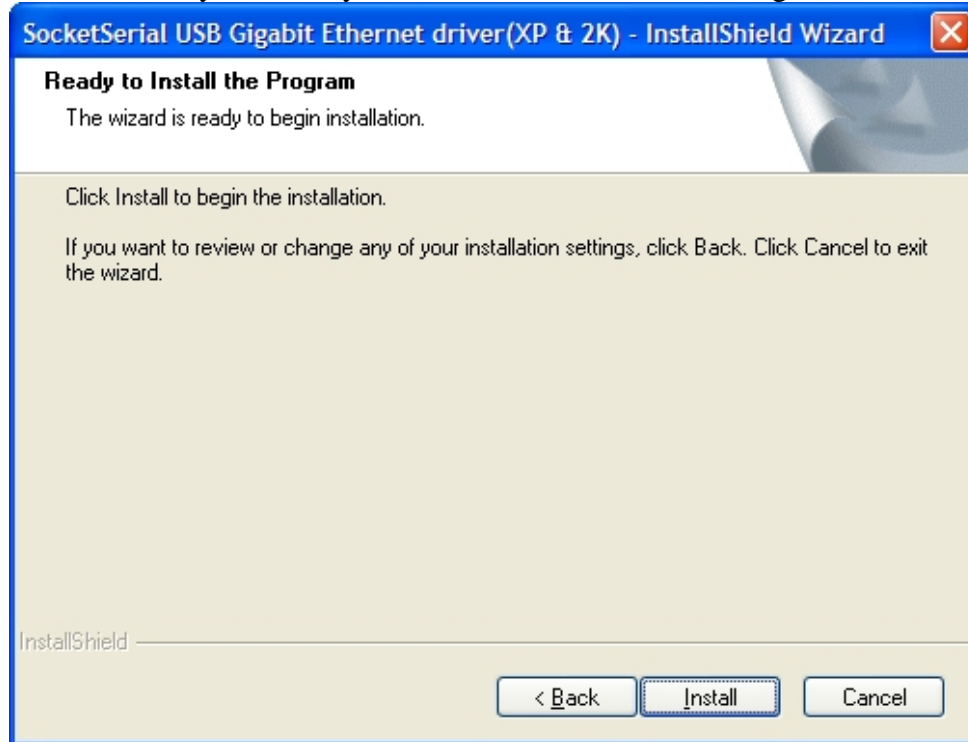 SocketSerial USB Gigabit Ethernet driver(XP & 2K) - InstallShield Wizard
Ready to Install the Program
The wizard is ready to begin installation.
Click Install to begin the installation.
If you want to review or change any of your installation settings, click Back. Click Cancel to exit
the wizard.
InstallShield
< Back
Install
Cancel